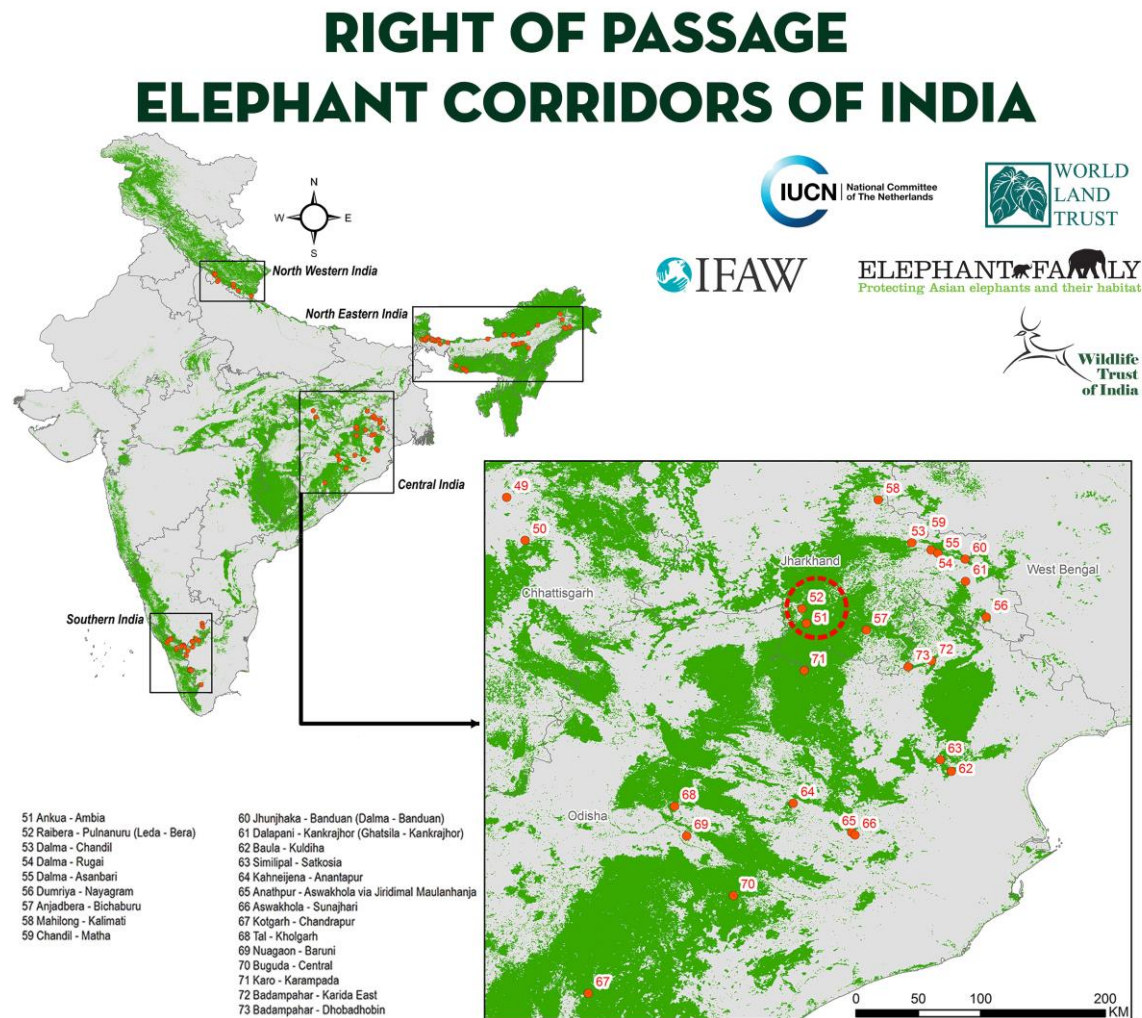 RIGHT OF PASSAGE
ELEPHANT CORRIDORS OF INDIA
N
W
E
S
IUCN
National Committee
of The Netherlands
WORLD
LAND
TRUST
IFAW
ELEPHANT FAMILY
Protecting Asian elephants and their habitat
Wildlife
Trust
of India
North Western India
North Eastern India
Central India
Southern India
49
50
58
59
53
55
54
60
61
Jharkhand
West Bengal
Chhattisgarh
52
51
57
56
71
73
72
63
62
68
64
69
65
66
Odisha
70
67
0
100
200
KM
51 Ankua - Ambia
52 Raibera - Pulnanuru (Leda - Bera)
53 Dalma - Chandil
54 Dalma - Rugai
55 Dalma - Asanbari
56 Dumriya - Nayagram
57 Anjadbera - Bichaburu
58 Mahilong - Kalimati
59 Chandil - Matha
60 Jhunjhaka - Banduan (Dalma - Banduan)
61 Dalapani - Kankrajhor (Ghatsila - Kankrajhor)
62 Baula - Kuldiha
63 Similipal - Satkosia
64 Kahneijena - Anantapur
65 Anathpur - Aswakhola via Jiridimal Maulanhanja
66 Aswakhola - Sunajhari
67 Kotgarh - Chandrapur
68 Tal - Kholgarh
69 Nuagaon - Baruni
70 Buguda - Central
71 Karo - Karampada
72 Badampahar - Karida East
73 Badampahar - Dhobadhobin